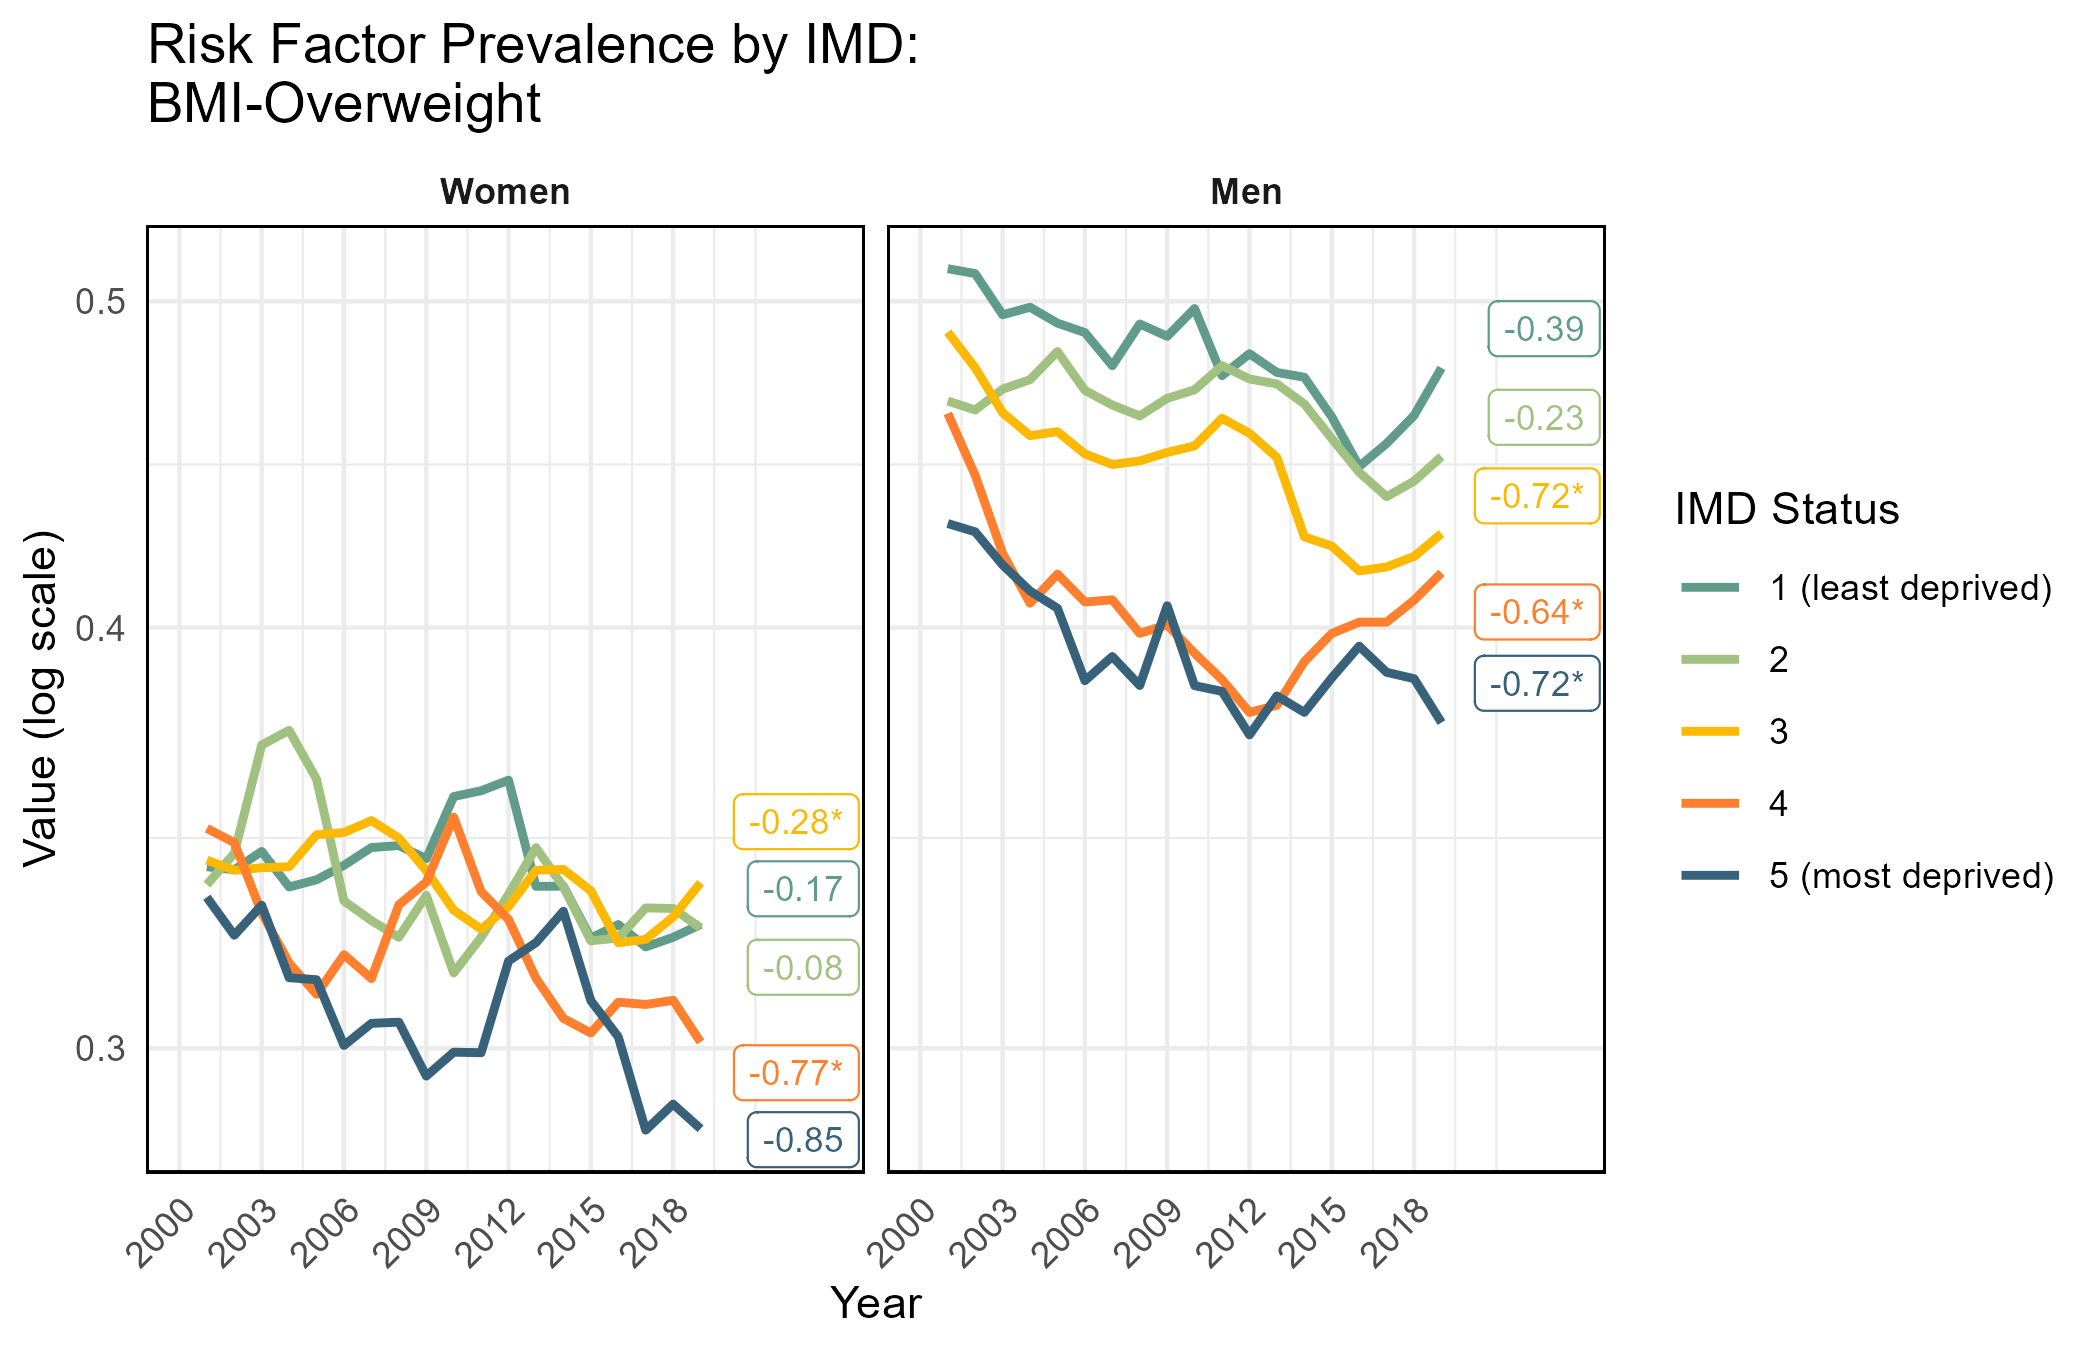 Risk Factor Prevalence by IMD:
BMI-Overweight
Women
Men
Value (log scale)
0.5
0.4
0.3
-0.28*
-0.17
-0.08
-0.77*
-0.85
-0.39
-0.23
-0.72*
-0.64*
-0.72*
2000 2003 2006 2009 2012 2015 2018
2000 2003 2006 2009 2012 2015 2018
Year
IMD Status
1 (least deprived)
2
3
4
5 (most deprived)